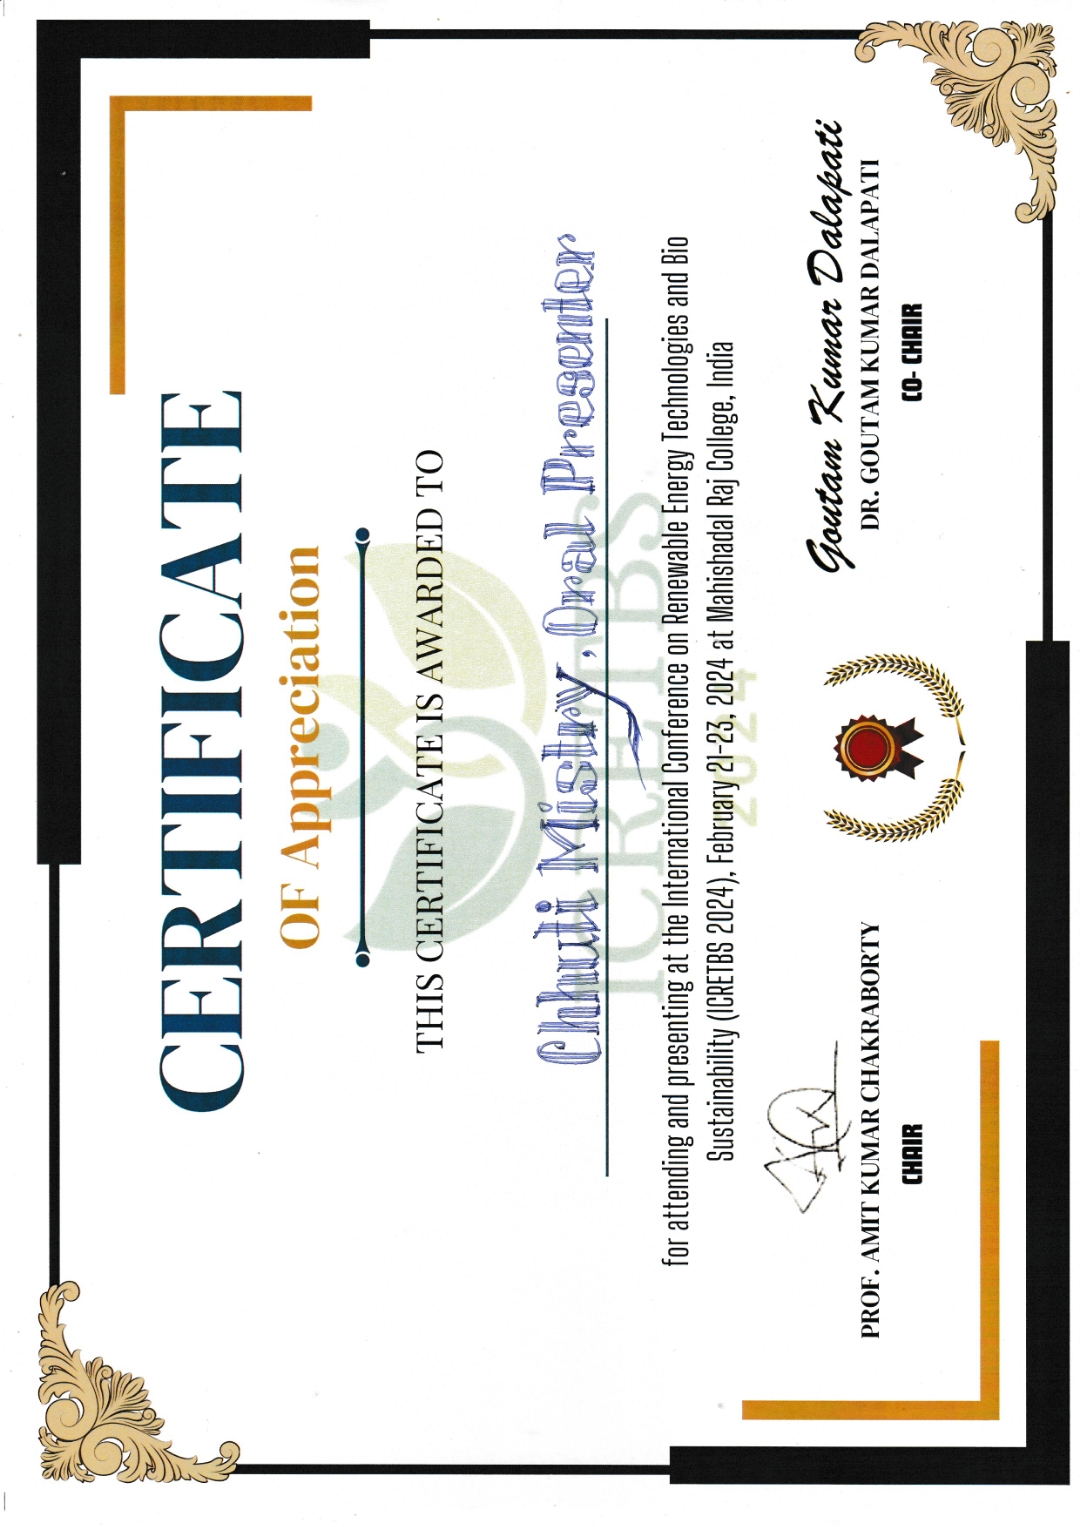 CERTIFICATE
OF Appreciation
THIS CERTIFICATE IS AWARDED TO
Chhuti Mistry, Oral Presenter
ICRETBS
for attending and presenting at the International Conference on Renewable Energy Technologies and Bio
Sustainability (ICRETBS 2024), February 21-23, 2024 at Mahishadal Raj College, India
2024
Goutam Kumar Dalapati
PROF. AMIT KUMAR CHAKRABORTY
DR. GOUTAM KUMAR DALAPATI
CHAIR
CO- CHAIR